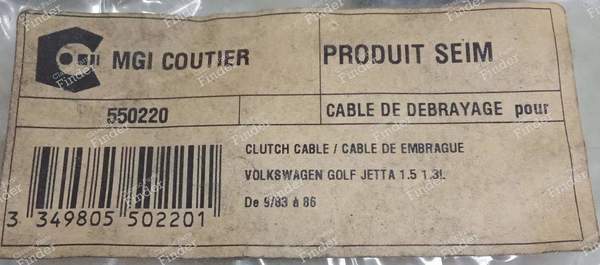 MGI COUTIER
PRODUIT SEIM
550220
CABLE DE DEBRAYAGE pour
CLUTCH CABLE / CABLE DE EMBRAGUE
VOLKSWAGEN GOLF JETTA 1.5 1.3l.
De 9/83 à 86
3 349805 502201